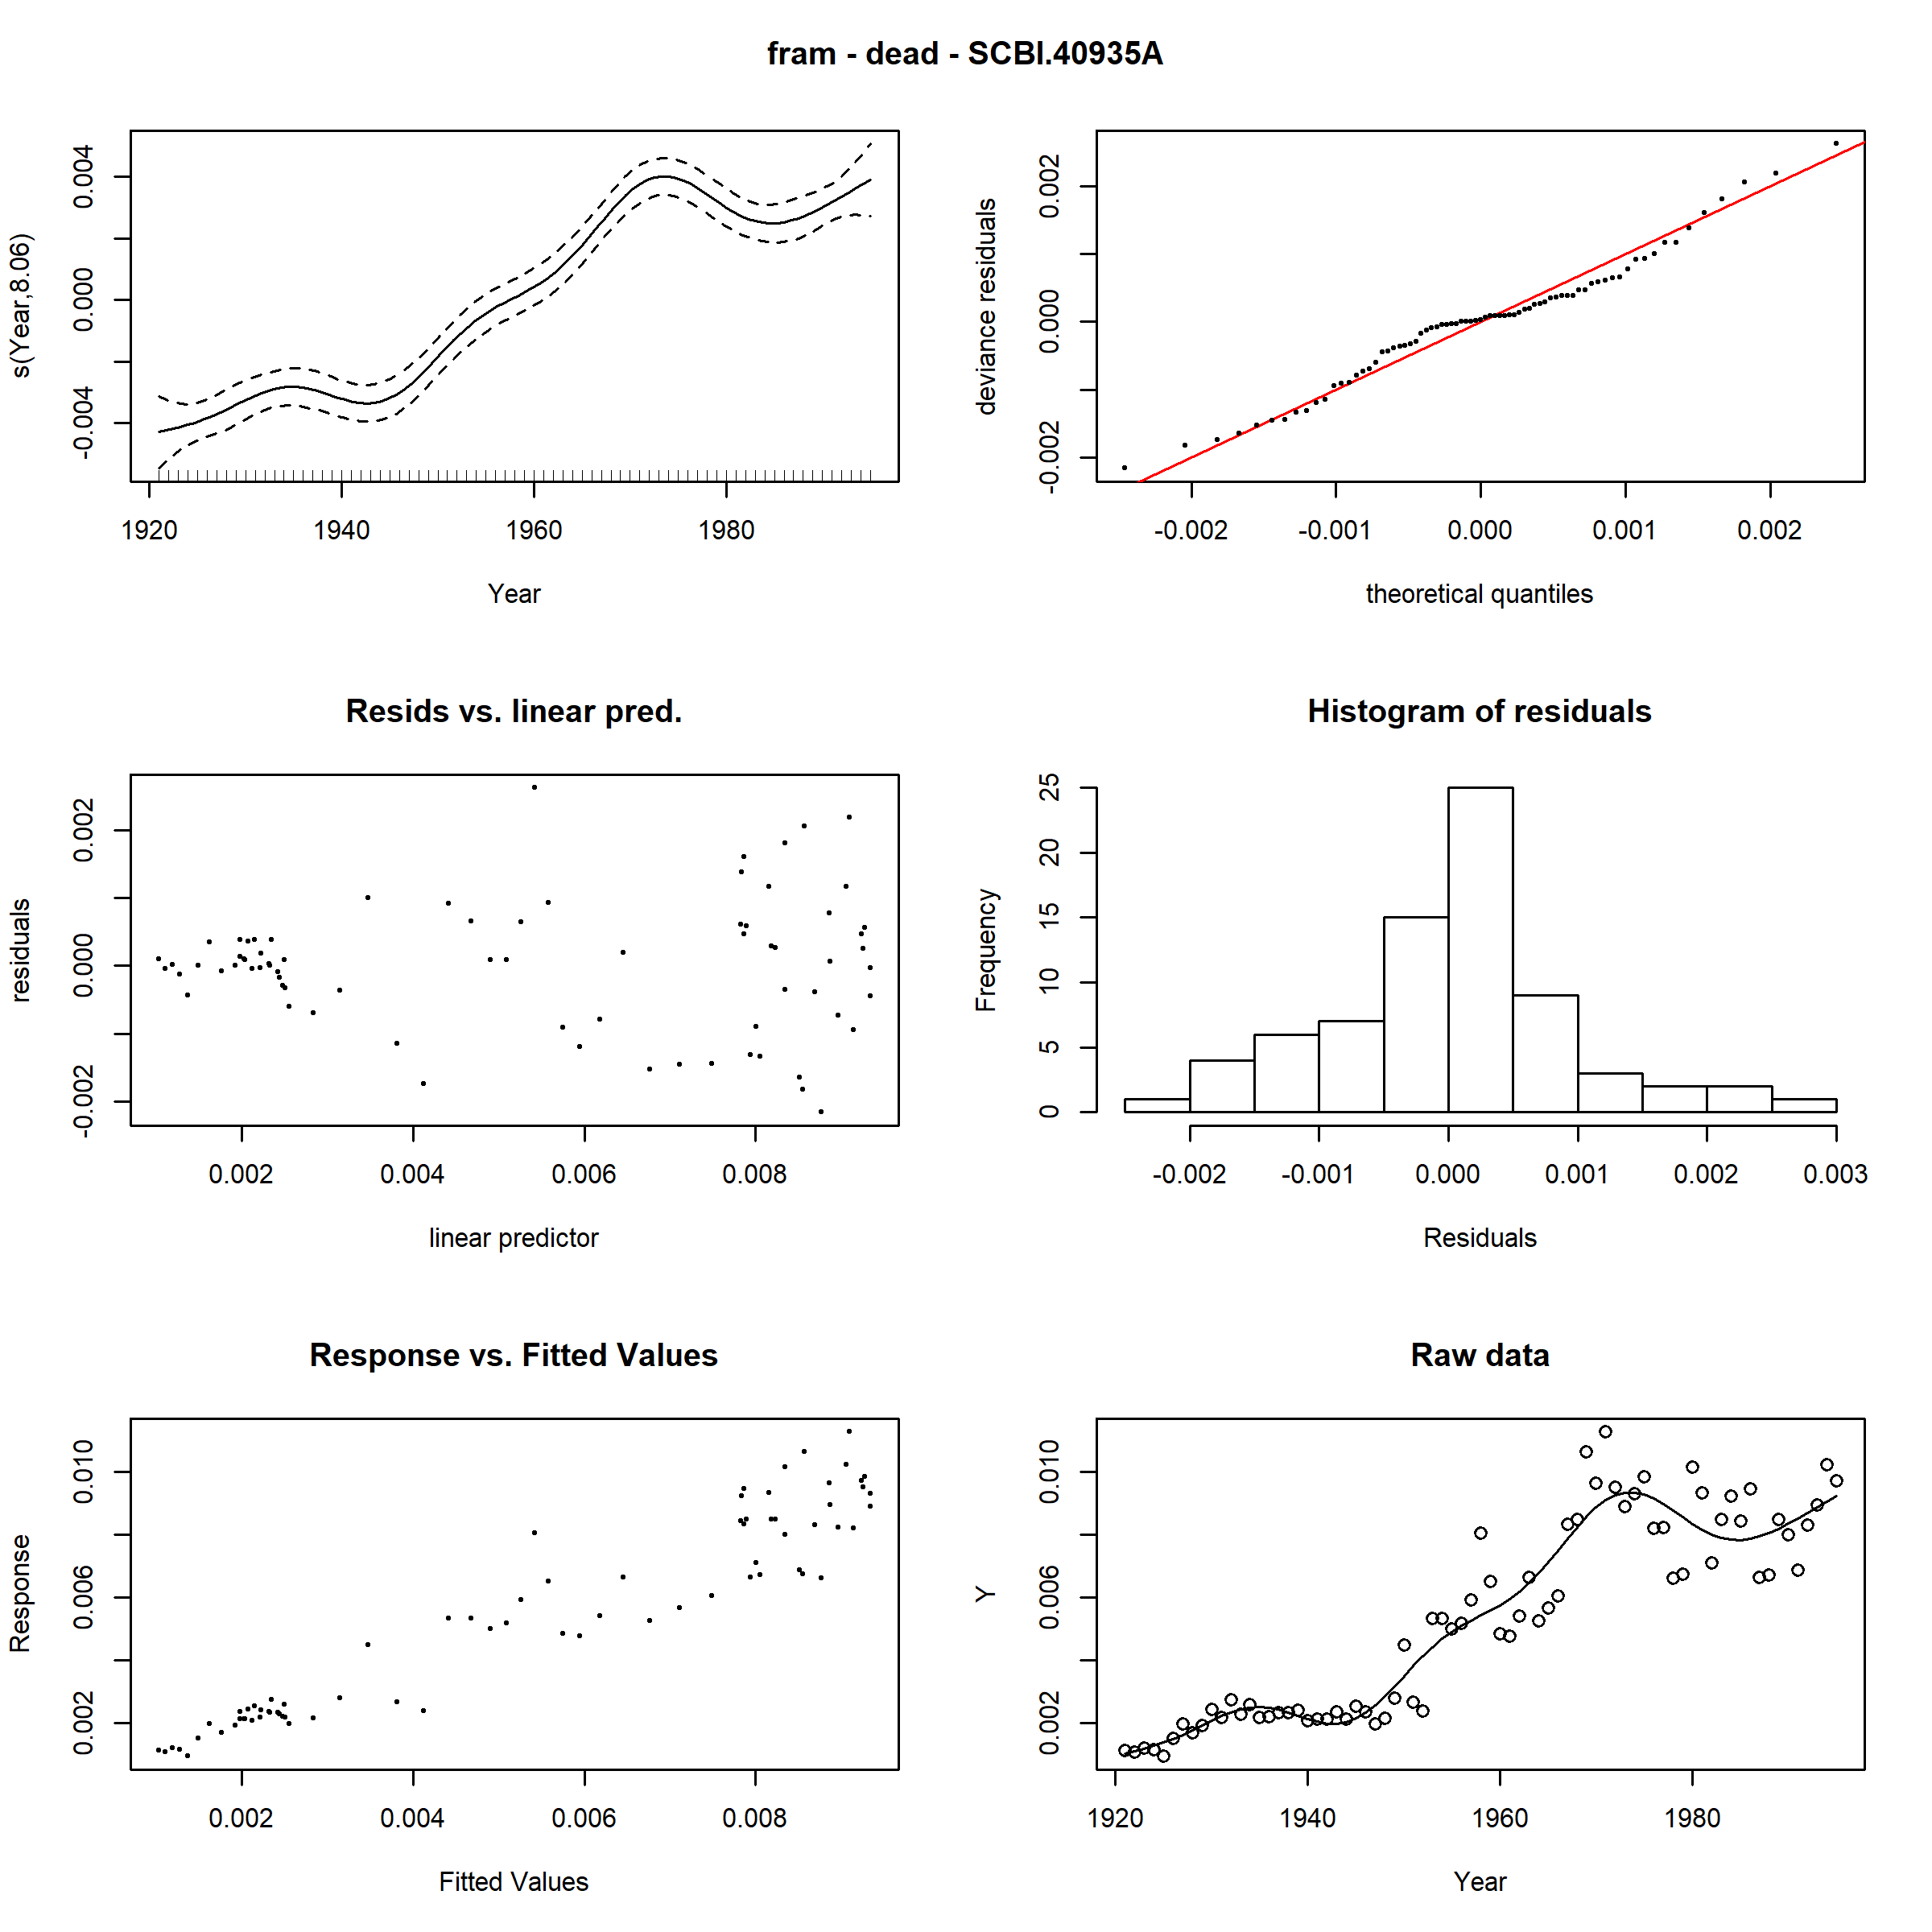 fram - dead - SCBI.40935A
s(Year,8.06)
0.004
0.000
-0.004
1920 1940 1960 1980
Year
deviance residuals
0.002
0.000
-0.002
-0.002 -0.001 0.000 0.001 0.002
theoretical quantiles
Resids vs. linear pred.
residuals
0.002
0.000
-0.002
0.002 0.004 0.006 0.008
linear predictor
Histogram of residuals
Frequency
25
20
15
10
5
0
-0.002 -0.001 0.000 0.001 0.002 0.003
Residuals
Response vs. Fitted Values
Response
0.010
0.006
0.002
0.002 0.004 0.006 0.008
Fitted Values
Raw data
Y
0.010
0.006
0.002
1920 1940 1960 1980
Year